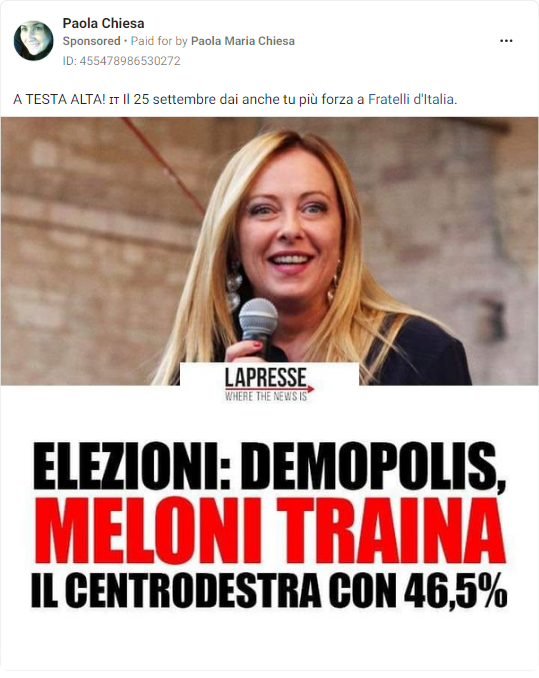 Paola Chiesa
Sponsored • Paid for by Paola Maria Chiesa
ID: 455478986530272
A TESTA ALTA! IT Il 25 settembre dai anche tu più forza a Fratelli d'Italia.
LAPRESSE
WHERE THE NEWS IS
ELEZIONI: DEMOPOLIS,
MELONI TRAINA
IL CENTRODESTRA CON 46,5%